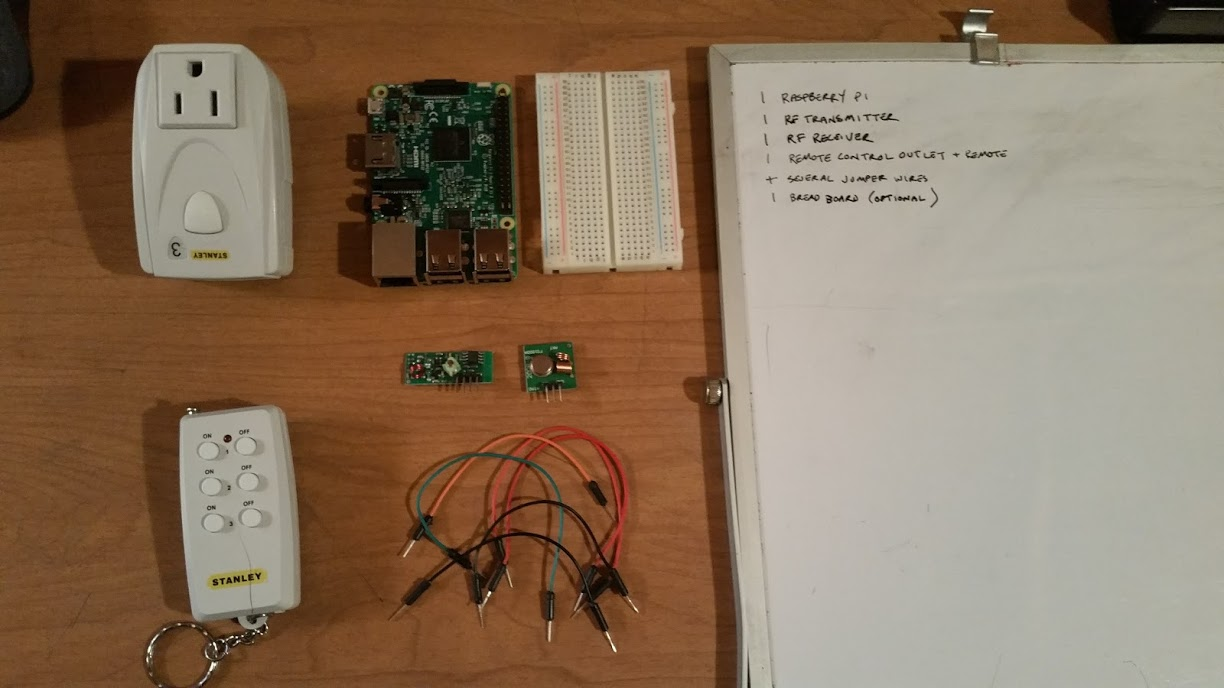 1 RASPBERRY PI
1 RF TRANSMITTER
1 RF RECEIVER
1 REMOTE CONTROL OUTLET + REMOTE
+ SEVERAL JUMPER WIRES
1 BREAD BOARD (OPTIONAL)
3 STANLEY
HDMI
ON OFF
1
ON OFF
2
ON OFF
3
STANLEY